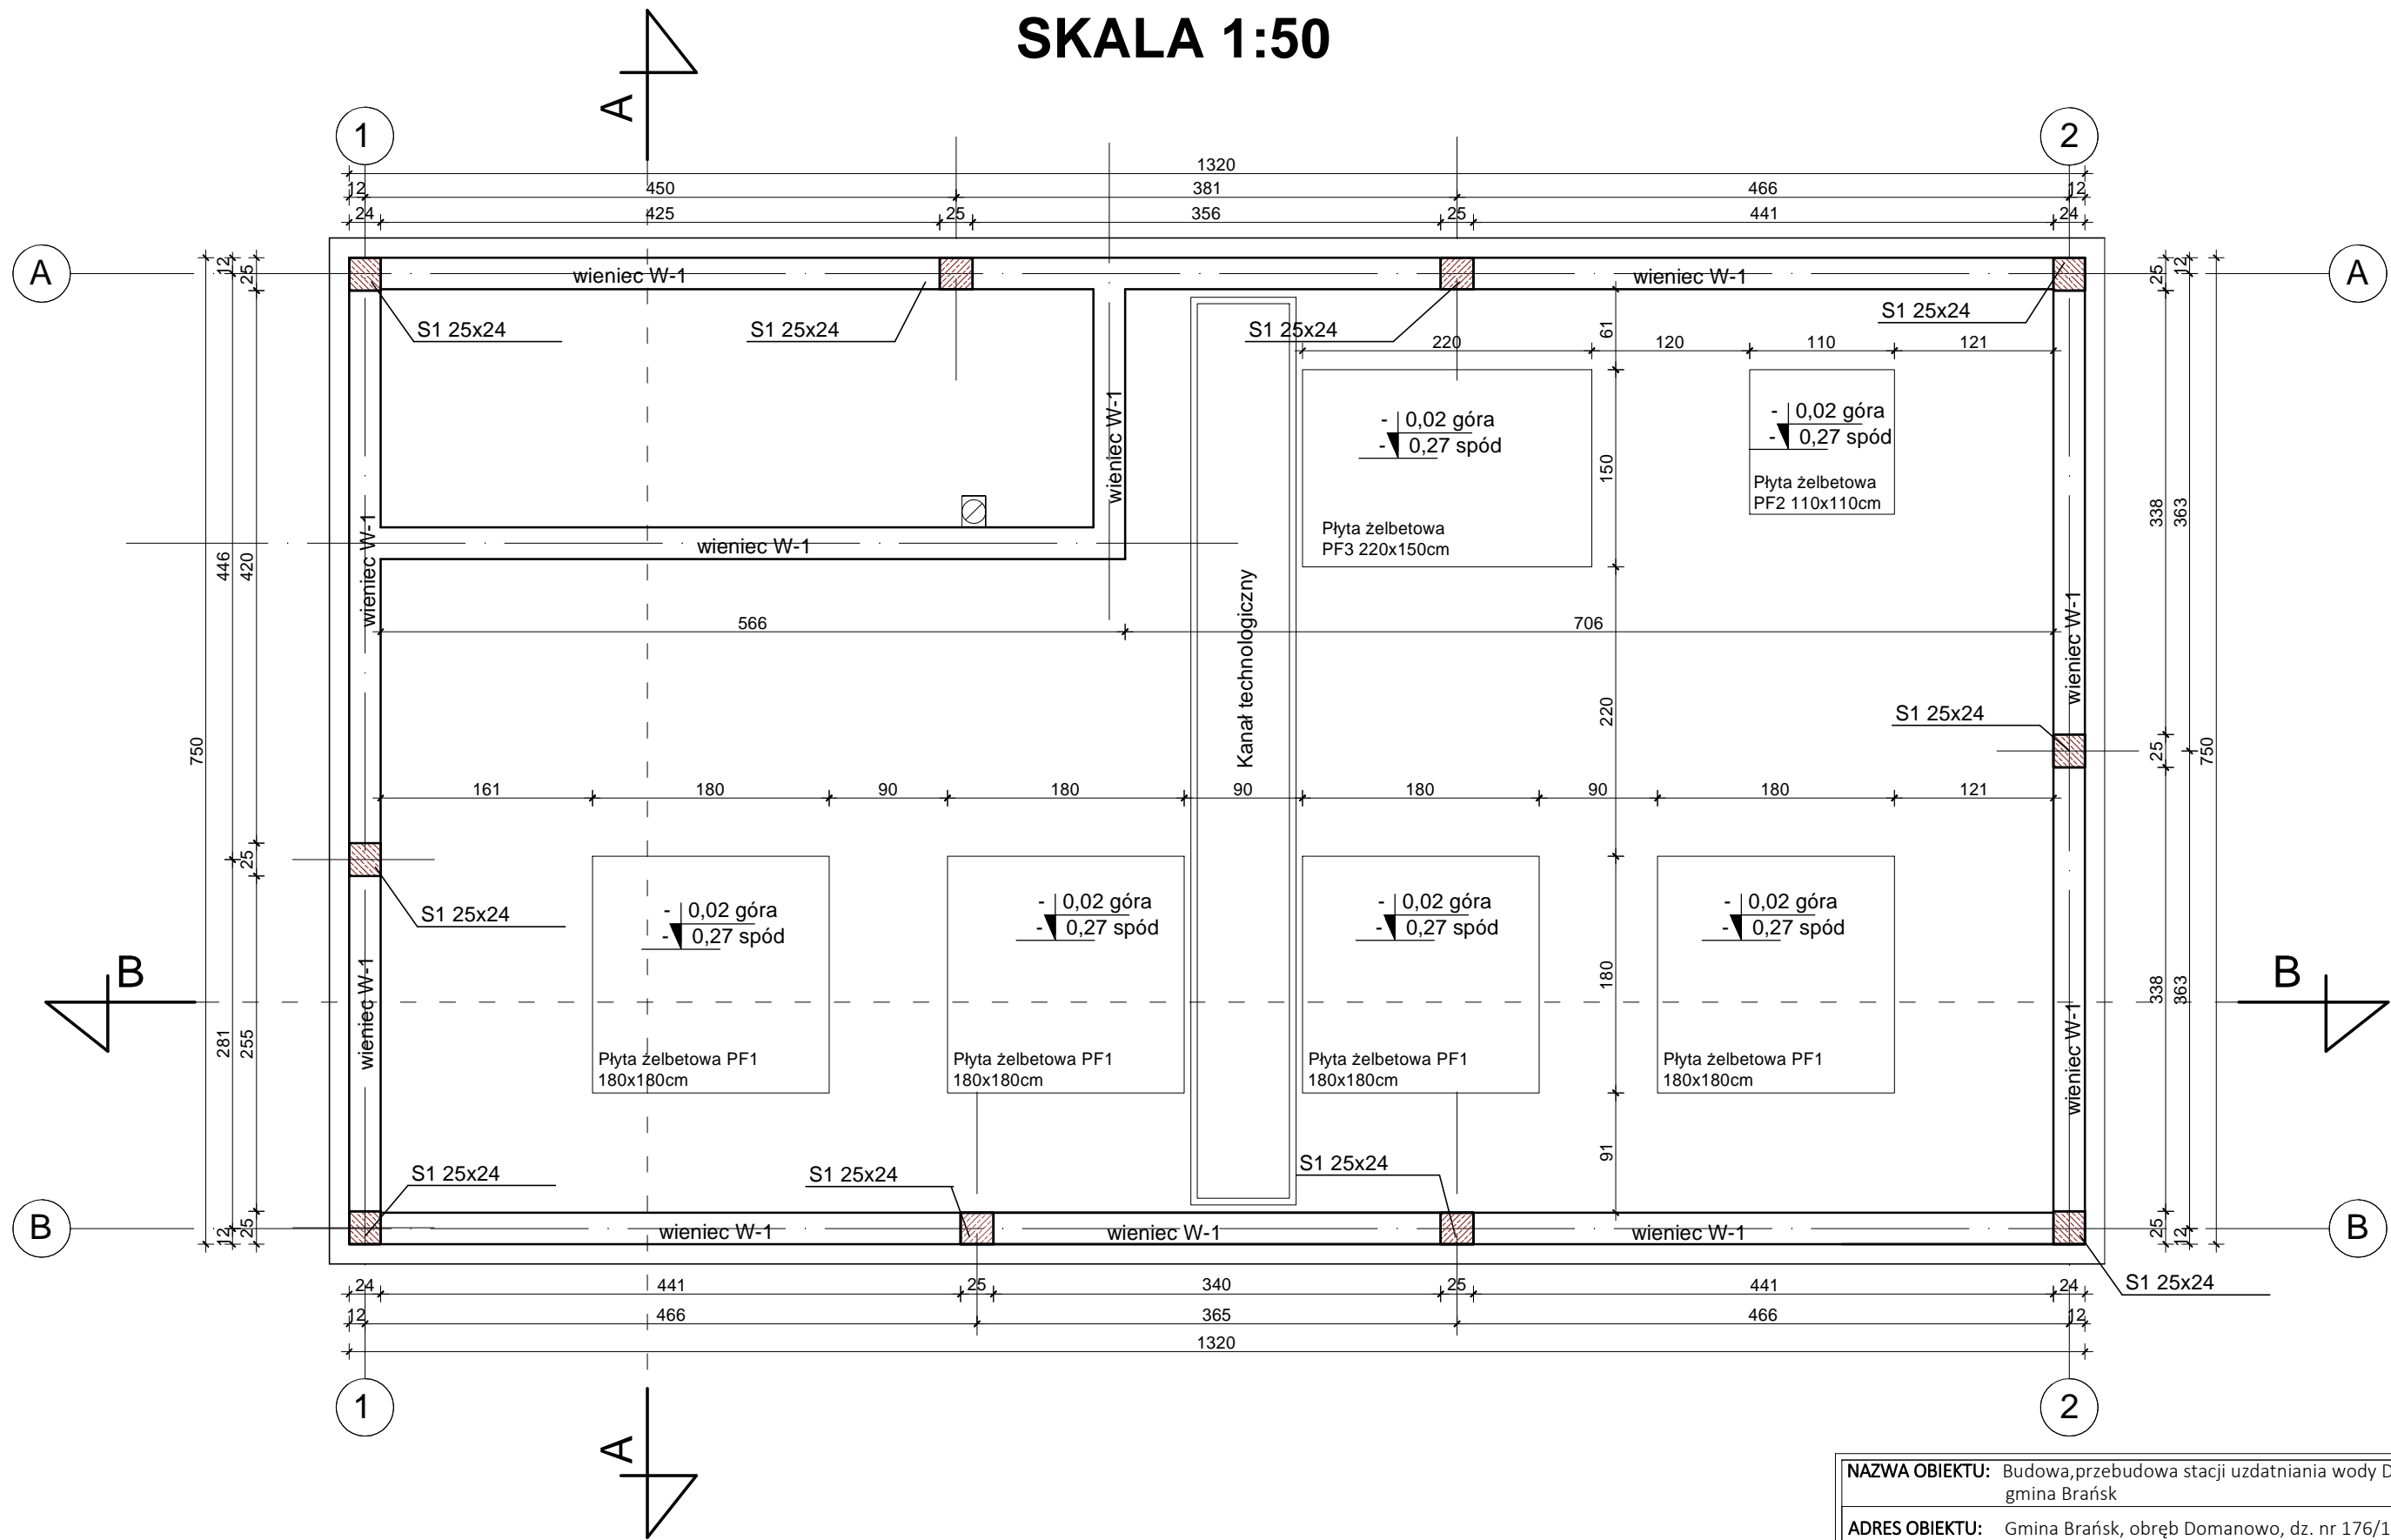 SKALA 1:50
A
1
2
1320
12
450
381
466
12
24
425
25
356
25
441
24
A
A
12
25
wieniec W-1
wieniec W-1
25
12
S1 25x24
S1 25x24
S1 25x24
S1 25x24
220
61
120
110
121
- 0,02 góra
- 0,27 spód
- 0,02 góra
- 0,27 spód
wieniec W-1
150
Płyta żelbetowa
PF2 110x110cm
Płyta żelbetowa
PF3 220x150cm
338
363
wieniec W-1
wieniec W-1
446
420
Kanał technologiczny
566
706
wieniec W-1
750
220
S1 25x24
25
750
161
180
90
180
90
180
90
180
121
25
S1 25x24
- 0,02 góra
- 0,27 spód
- 0,02 góra
- 0,27 spód
- 0,02 góra
- 0,27 spód
- 0,02 góra
- 0,27 spód
B
B
wieniec W-1
180
338
363
281
255
wieniec W-1
Płyta żelbetowa PF1
180x180cm
Płyta żelbetowa PF1
180x180cm
Płyta żelbetowa PF1
180x180cm
Płyta żelbetowa PF1
180x180cm
91
S1 25x24
S1 25x24
S1 25x24
B
12
25
wieniec W-1
wieniec W-1
wieniec W-1
25
12
B
S1 25x24
24
441
25
340
25
441
24
12
466
365
466
12
1320
1
2
A
NAZWA OBIEKTU: Budowa,przebudowa stacji uzdatniania wody D
gmina Brańsk
ADRES OBIEKTU: Gmina Brańsk, obręb Domanowo, dz. nr 176/1